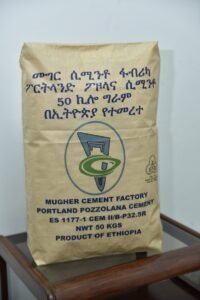 ሙገር ሲሚንቶ ፋብሪካ
ፖርትላንድ ፖዞላና ሲሚንቶ
50 ኪሎ ግራም
በኢትዮጵያ የተመረተ
MUGHER CEMENT FACTORY
PORTLAND POZZOLANA CEMENT
ES 1177-1 CEM II/B-P32.5R
NWT 50 KGS
PRODUCT OF ETHIOPIA